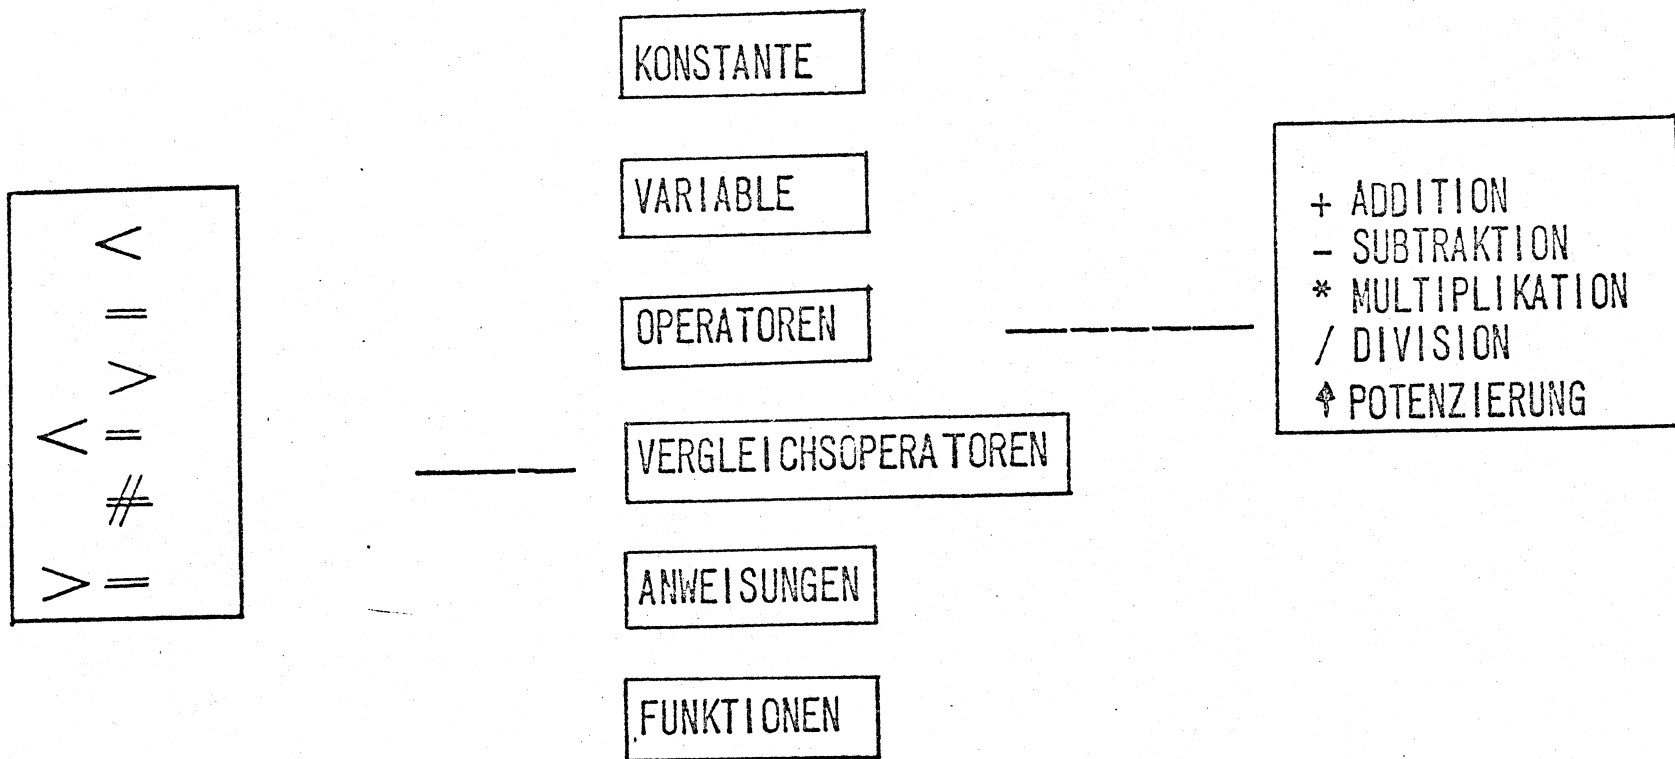 KONSTANTE
VARIABLE
OPERATOREN
VERGLEICHSOPERATOREN
ANWEISUNGEN
FUNKTIONEN
<
=
>
< =
#
> =
+ ADDITION
- SUBTRAKTION
* MULTIPLIKATION
/ DIVISION
↑ POTENZIERUNG